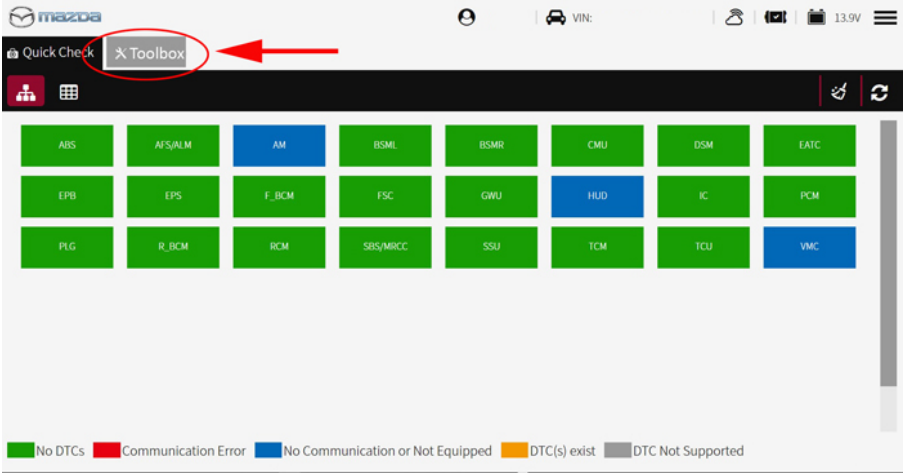 mazda VIN: 13.9V
Quick Check Toolbox
ABS AFS/ALM AM BSML BSMR CMU DSM EATC
EPB EPS F_BCM FSC GWU HUD IC PCM
PLG R_BCM RCM SBS/MRCC SSU TCM TCU VMC
No DTCs Communication Error No Communication or Not Equipped DTC(s) exist DTC Not Supported